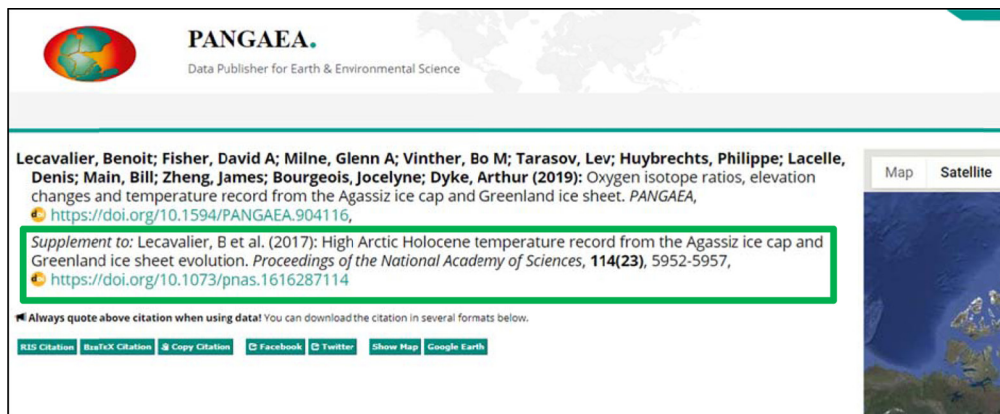 PANGAEA.
Data Publisher for Earth & Environmental Science
Lecavalier, Benoit; Fisher, David A; Milne, Glenn A; Vinther, Bo M; Tarasov, Lev; Huybrechts, Philippe; Lacelle,
Denis; Main, Bill; Zheng, James; Bourgeois, Jocelyne; Dyke, Arthur (2019): Oxygen isotope ratios, elevation
changes and temperature record from the Agassiz ice cap and Greenland ice sheet. PANGAEA,
https://doi.org/10.1594/PANGAEA.904116,
Supplement to: Lecavalier, B et al. (2017): High Arctic Holocene temperature record from the Agassiz ice cap and
Greenland ice sheet evolution. Proceedings of the National Academy of Sciences, 114(23), 5952-5957,
https://doi.org/10.1073/pnas.1616287114
Always quote above citation when using data! You can download the citation in several formats below.
RIS Citation BibTeX Citation Copy Citation Facebook Twitter Show Map Google Earth
Map Satellite